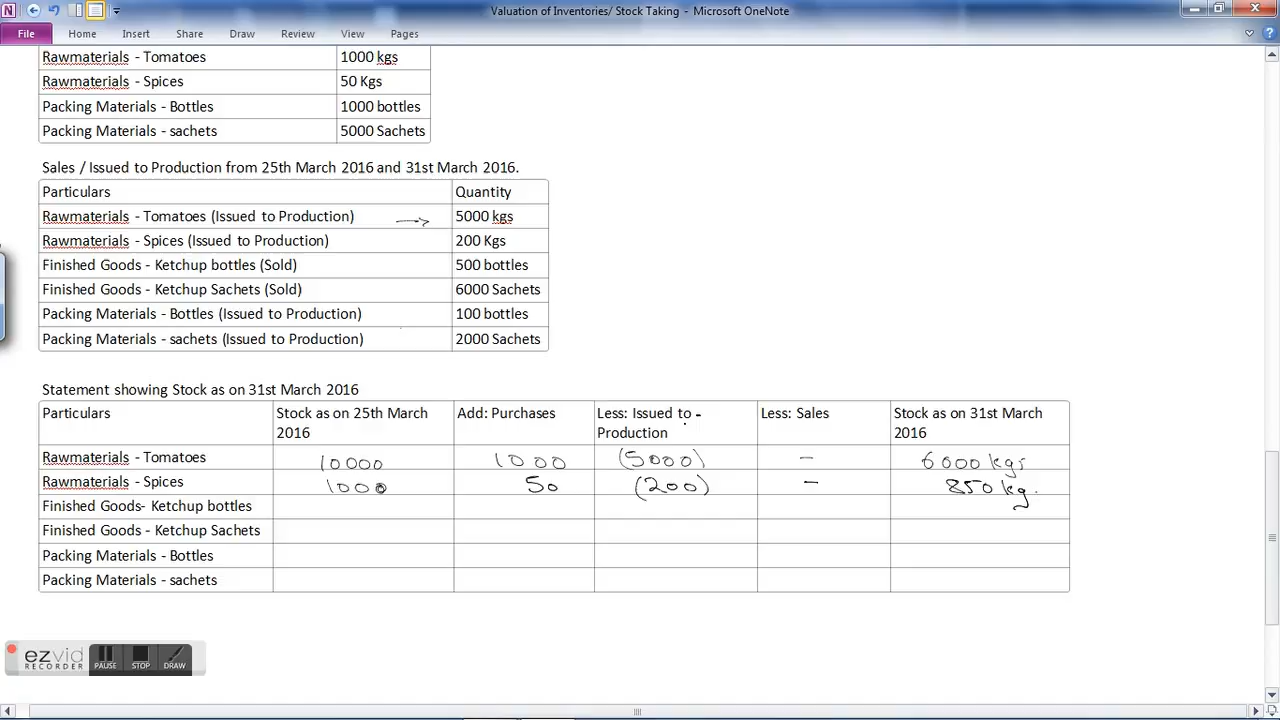 Valuation of Inventories/ Stock Taking - Microsoft OneNote
File Home Insert Share Draw Review View Pages
Rawmaterials - Tomatoes 1000 kgs
Rawmaterials - Spices 50 Kgs
Packing Materials - Bottles 1000 bottles
Packing Materials - sachets 5000 Sachets
Sales / Issued to Production from 25th March 2016 and 31st March 2016.
Particulars Quantity
Rawmaterials - Tomatoes (Issued to Production) 5000 kgs
Rawmaterials - Spices (Issued to Production) 200 Kgs
Finished Goods - Ketchup bottles (Sold) 500 bottles
Finished Goods - Ketchup Sachets (Sold) 6000 Sachets
Packing Materials - Bottles (Issued to Production) 100 bottles
Packing Materials - sachets (Issued to Production) 2000 Sachets
Statement showing Stock as on 31st March 2016
Particulars Stock as on 25th March Add: Purchases Less: Issued to - Less: Sales Stock as on 31st March
2016 Production 2016
Rawmaterials - Tomatoes 10000 1000 (5000) - 6000 kgs
Rawmaterials - Spices 1000 50 (200) - 850 kg.
Finished Goods- Ketchup bottles
Finished Goods - Ketchup Sachets
Packing Materials - Bottles
Packing Materials - sachets
ezvid
RECORDER
PAUSE STOP DRAW